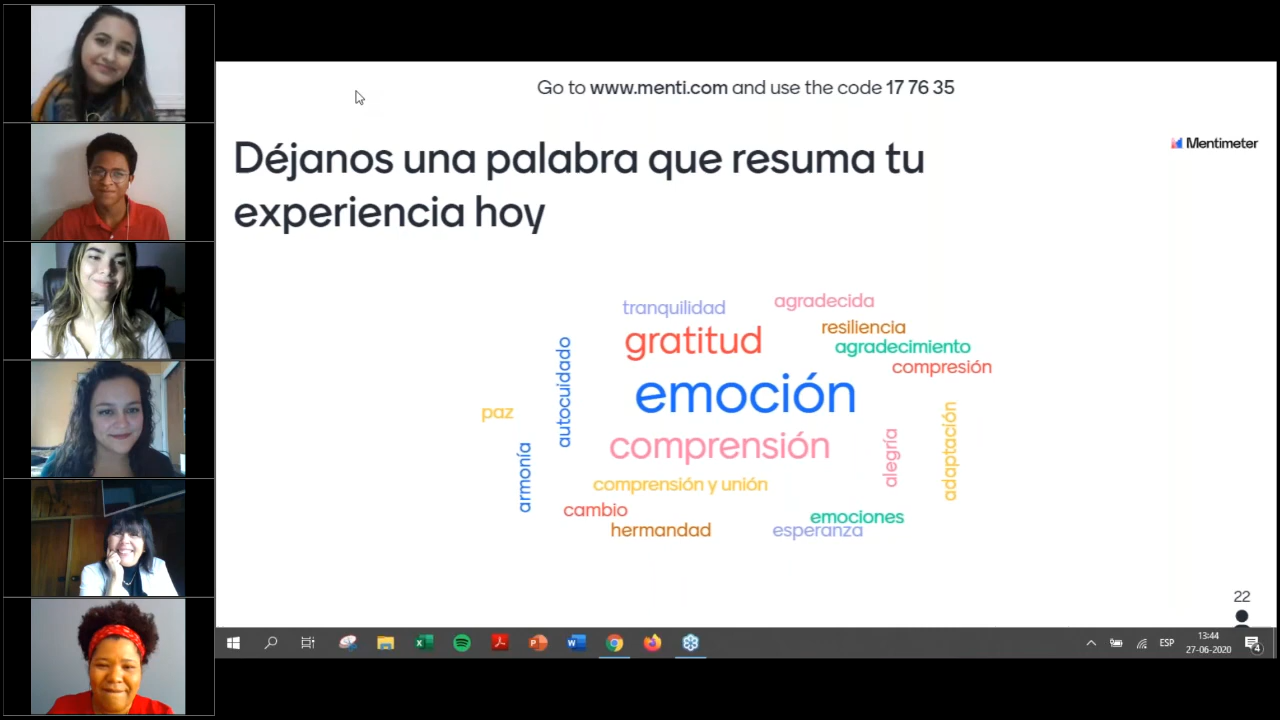 Go to www.menti.com and use the code 17 76 35
Mentimeter
Déjanos una palabra que resuma tu
experiencia hoy
tranquilidad
agradecida
gratitud
resiliencia
agradecimiento
compresión
autocuidado
emoción
paz
adaptación
comprensión
alegría
armonía
comprensión y unión
cambio
emociones
hermandad
esperanza
22
ESP
13:44
27-06-2020
4